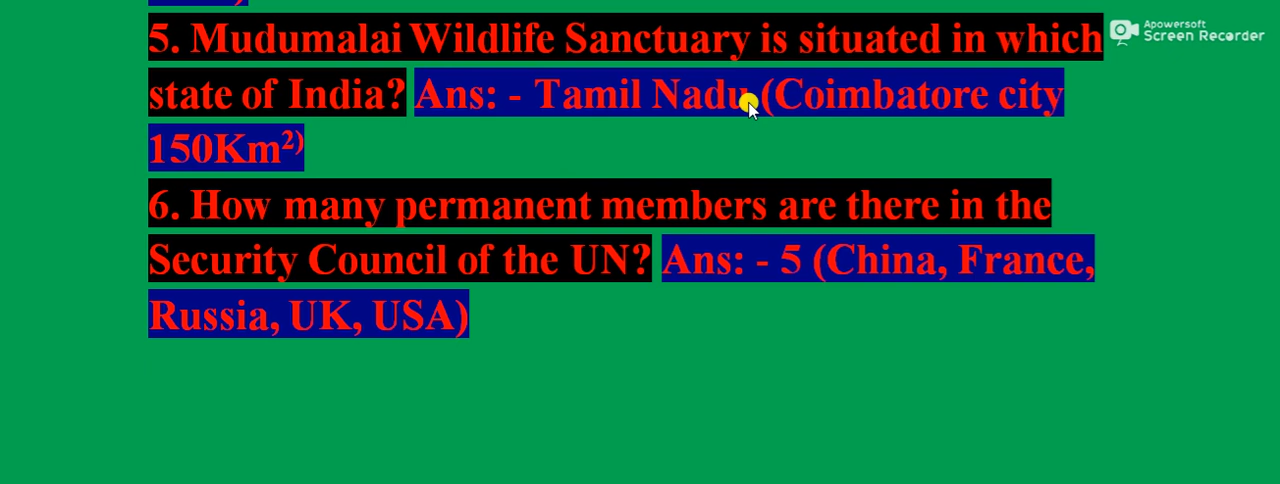 5. Mudumalai Wildlife Sanctuary is situated in which
state of India? Ans: - Tamil Nadu (Coimbatore city
150Km²)
6. How many permanent members are there in the
Security Council of the UN? Ans: - 5 (China, France,
Russia, UK, USA)
Apowersoft
Screen Recorder